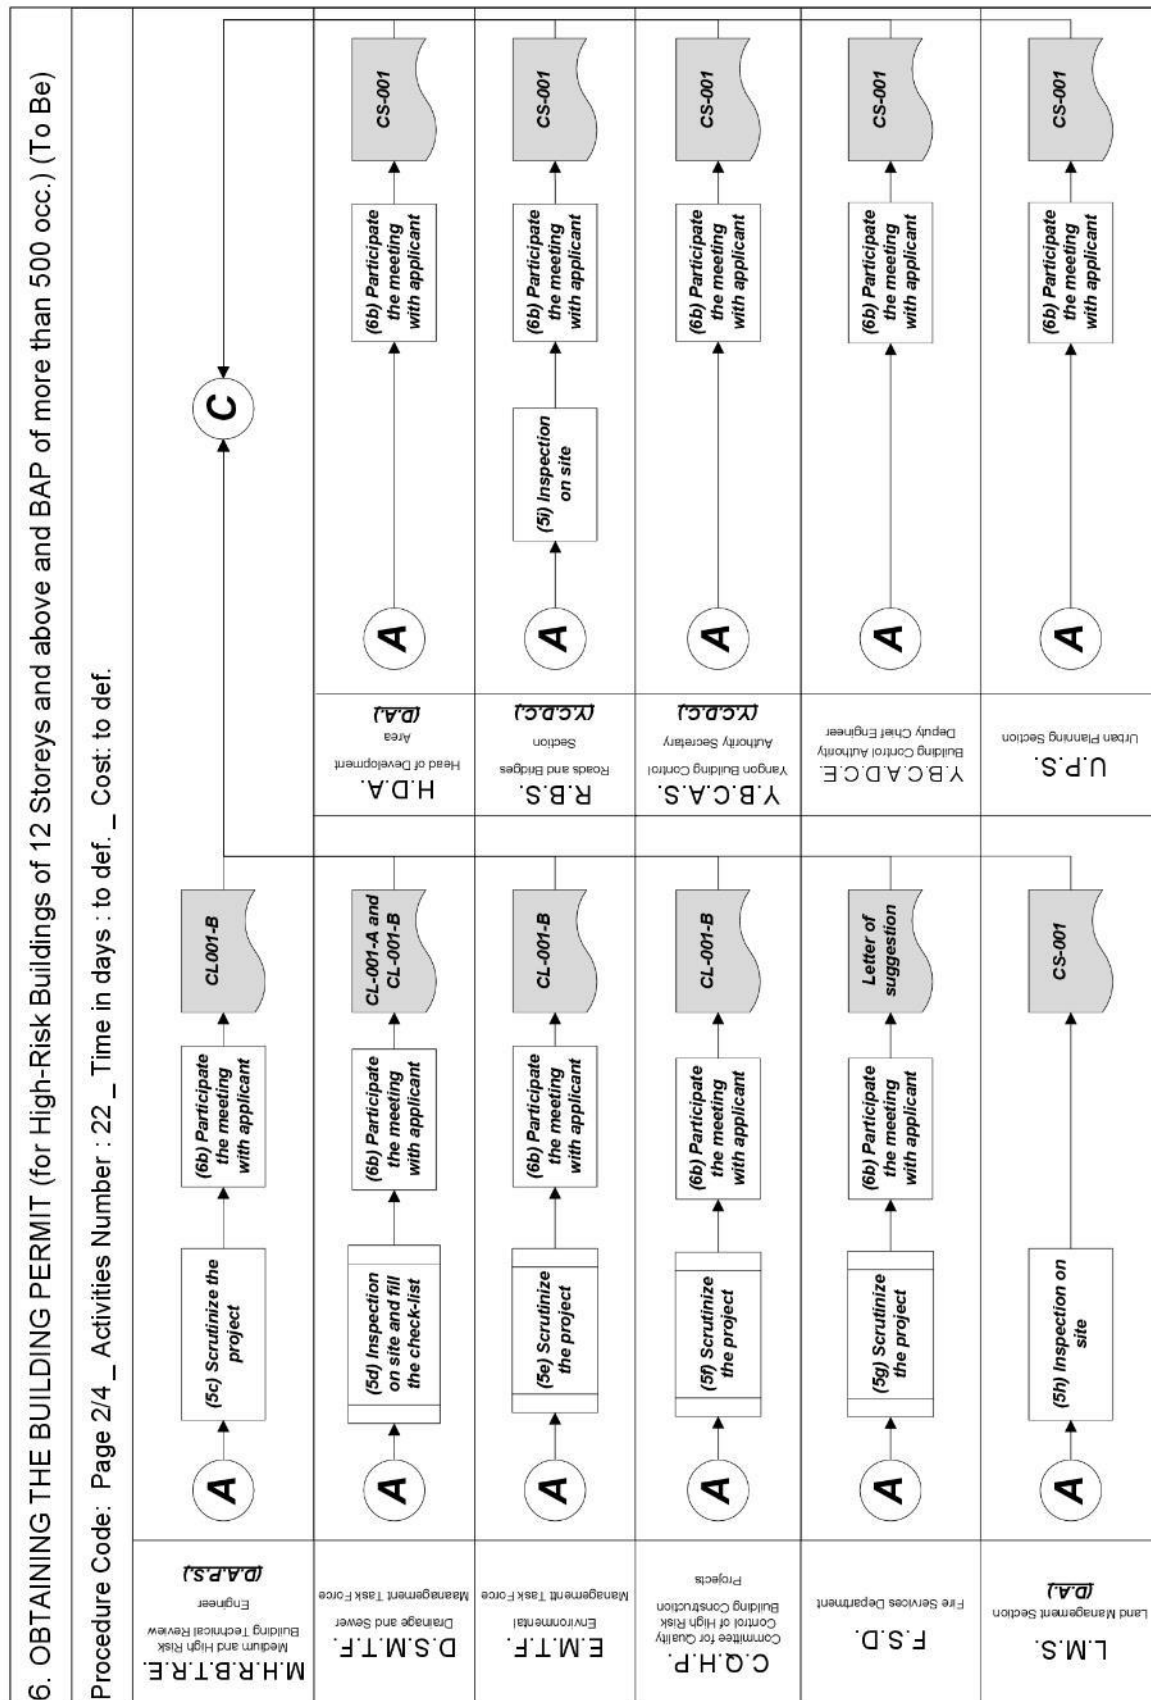 6. OBTAINING THE BUILDING PERMIT (for High-Risk Buildings of 12 Storeys and above and BAP of more than 500 occ.) (To Be)
Procedure Code: Page 2/4 _ Activities Number : 22 _ Time in days : to def. _ Cost: to def.
M.H.R.B.T.R.E.
Medium and High Risk
Building Technical Review
Engineer
(D.A.P.S.)
A
(5c) Scrutinize the
project
(6b) Participate
the meeting
with applicant
CL001-B
C
D.S.M.T.F.
Drainage and Sewer
Maanagement Task Force
A
(5d) Inspection
on site and fill
the check-list
(6b) Participate
the meeting
with applicant
CL-001-A and
CL-001-B
H.D.A.
Head of Development
Area
(D.A.)
A
(6b) Participate
the meeting
with applicant
CS-001
E.M.T.F.
Environmental
Managementt Task Force
A
(5e) Scrutinize
the project
(6b) Participate
the meeting
with applicant
CL-001-B
R.B.S.
Roads and Bridges
Section
(Y.C.D.C.)
A
(5i) Inspection
on site
(6b) Participate
the meeting
with applicant
CS-001
C.Q.H.P.
Committee for Quality
Control of High Risk
Building Construction
Projects
A
(5f) Scrutinize
the project
(6b) Participate
the meeting
with applicant
CL-001-B
Y.B.C.A.S.
Yangon Building Control
Authority Secretary
(Y.C.D.C.)
A
(6b) Participate
the meeting
with applicant
CS-001
F.S.D.
Fire Services Department
A
(5g) Scrutinize
the project
(6b) Participate
the meeting
with applicant
Letter of
suggestion
Y.B.C.A.D.C.E.
Building Control Authority
Deputy Chief Engineer
A
(6b) Participate
the meeting
with applicant
CS-001
L.M.S.
Land Management Section
(D.A.)
A
(5h) Inspection on
site
CS-001
U.P.S.
Urban Planning Section
A
(6b) Participate
the meeting
with applicant
CS-001